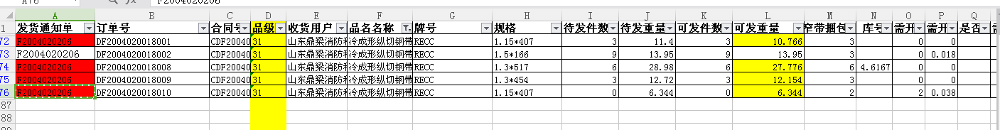 A76 fx F2004020206
A B C D E F G H I J K L M N O P Q
1 发货通知单 订单号 合同号 品级 收货用户 品名名称 牌号 规格 待发件数 待发重量 可发件数 可发重量 窄带捆包 库号 需开 需开 是否 需
72 F2004020206 DF2004020018001 CDF20040 31 山东鼎梁消防科 冷成形纵切钢带 RECC 1.15*407 3 11.4 3 10.766 3 0 0
73 F2004020206 DF2004020018002 CDF20040 31 山东鼎梁消防科 冷成形纵切钢带 RECC 1.5*166 9 13.95 9 13.95 3 0 0.018
74 F2004020206 DF2004020018008 CDF20040 31 山东鼎梁消防科 冷成形纵切钢带 RECC 1.3*517 6 28.98 6 27.776 6 4.6167 0 0
75 F2004020206 DF2004020018009 CDF20040 31 山东鼎梁消防科 冷成形纵切钢带 RECC 1.3*454 3 12.72 3 12.154 3 0 0
76 F2004020206 DF2004020018010 CDF20040 31 山东鼎梁消防科 冷成形纵切钢带 RECC 1.15*407 0 6.344 0 6.344 2 2 0.038
87
88